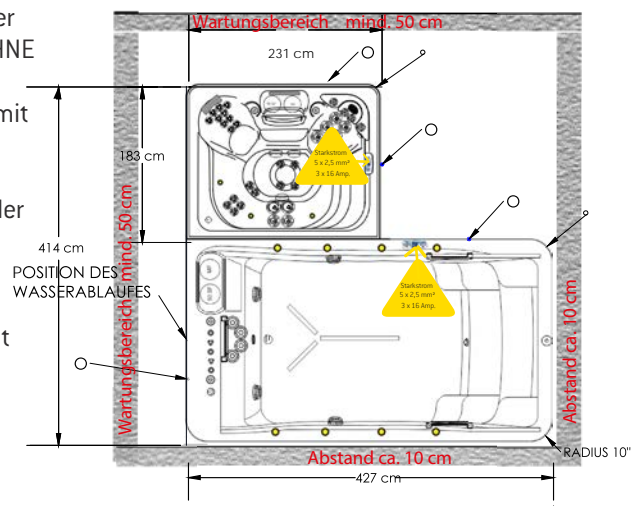 er
HNE
mit
der
t
Wartungsbereich mind. 50 cm
231 cm
183 cm
414 cm
Wartungsbereich mind. 50 cm
Starkstrom
5 x 2,5 mm²
3 x 16 Amp.
POSITION DES
WASSERABLAUFES
Starkstrom
5 x 2,5 mm²
3 x 16 Amp.
Abstand ca. 10 cm
Abstand ca. 10 cm
RADIUS 10"
427 cm